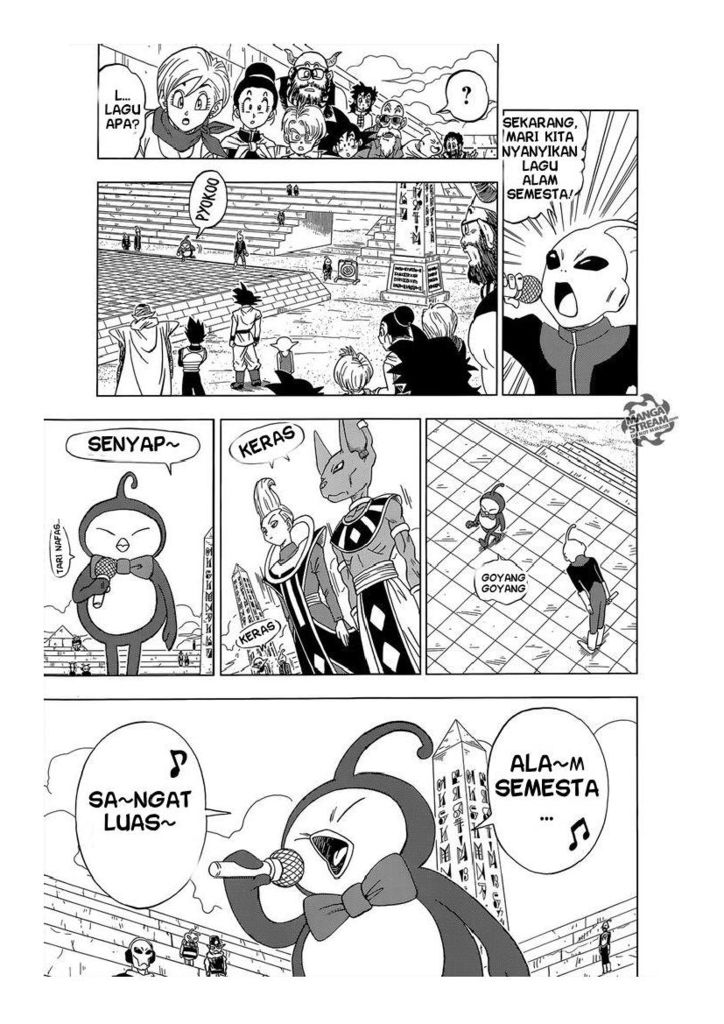 L...
LAGU
APA?
?
SEKARANG,
MARI KITA
NYANYIKAN
LAGU
ALAM
SEMESTA!
PYOKOO
MANGA
STREAM
SENYAP~
TARI NAFAS...
KERAS
KERAS
GOYANG
GOYANG
ALA~M
SEMESTA
...
SA~NGAT
LUAS~